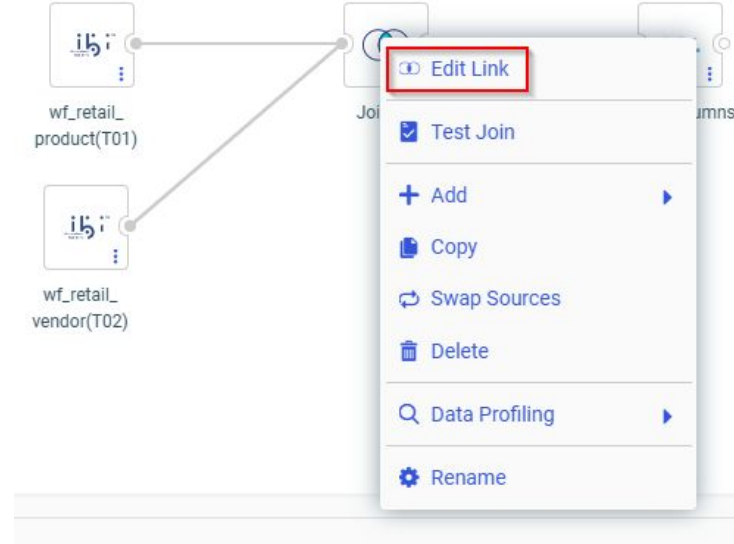 wf_retail_
product(T01)
wf_retail_
vendor(T02)
Joi
umns
Edit Link
Test Join
Add
Copy
Swap Sources
Delete
Data Profiling
Rename